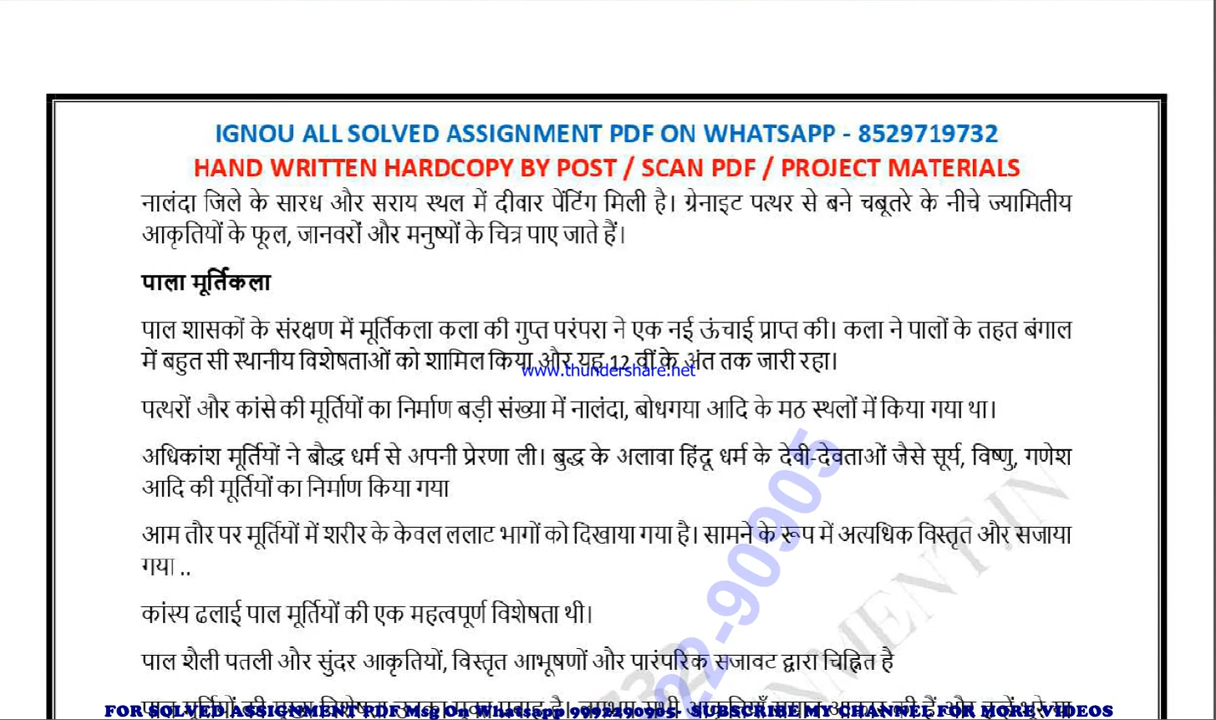 IGNOU ALL SOLVED ASSIGNMENT PDF ON WHATSAPP - 8529719732
HAND WRITTEN HARDCOPY BY POST / SCAN PDF / PROJECT MATERIALS
नालंदा जिले के सारध और सराय स्थल में दीवार पेंटिंग मिली है। ग्रेनाइट पत्थर से बने चबूतरे के नीचे ज्यामितीय
आकृतियों के फूल, जानवरों और मनुष्यों के चित्र पाए जाते हैं।
पाला मूर्तिकला
पाल शासकों के संरक्षण में मूर्तिकला कला की गुप्त परंपरा ने एक नई ऊंचाई प्राप्त की। कला ने पालों के तहत बंगाल
में बहुत सी स्थानीय विशेषताओं को शामिल किया और यह 12 वीं के अंत तक जारी रहा।
www.thundershare.net
पत्थरों और कांसे की मूर्तियों का निर्माण बड़ी संख्या में नालंदा, बोधगया आदि के मठ स्थलों में किया गया था।
अधिकांश मूर्तियों ने बौद्ध धर्म से अपनी प्रेरणा ली। बुद्ध के अलावा हिंदू धर्म के देवी-देवताओं जैसे सूर्य, विष्णु, गणेश
आदि की मूर्तियों का निर्माण किया गया
आम तौर पर मूर्तियों में शरीर के केवल ललाट भागों को दिखाया गया है। सामने के रूप में अत्यधिक विस्तृत और सजाया
गया ..
कांस्य ढलाई पाल मूर्तियों की एक महत्वपूर्ण विशेषता थी।
पाल शैली पतली और सुंदर आकृतियों, विस्तृत आभूषणों और पारंपरिक सजावट द्वारा चिह्नित है
FOR SOLVED ASSIGNMENT PDF Msg On Whatsapp 9992290905- SUBSCRIBE MY CHANNEL FOR MORE VIDEOS